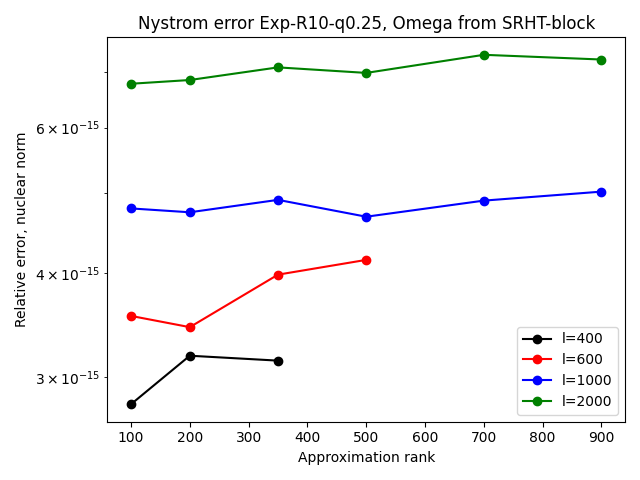 Nystrom error Exp-R10-q0.25, Omega from SRHT-block
Relative error, nuclear norm
6 × 10⁻¹⁵
4 × 10⁻¹⁵
3 × 10⁻¹⁵
l=400
l=600
l=1000
l=2000
100 200 300 400 500 600 700 800 900
Approximation rank